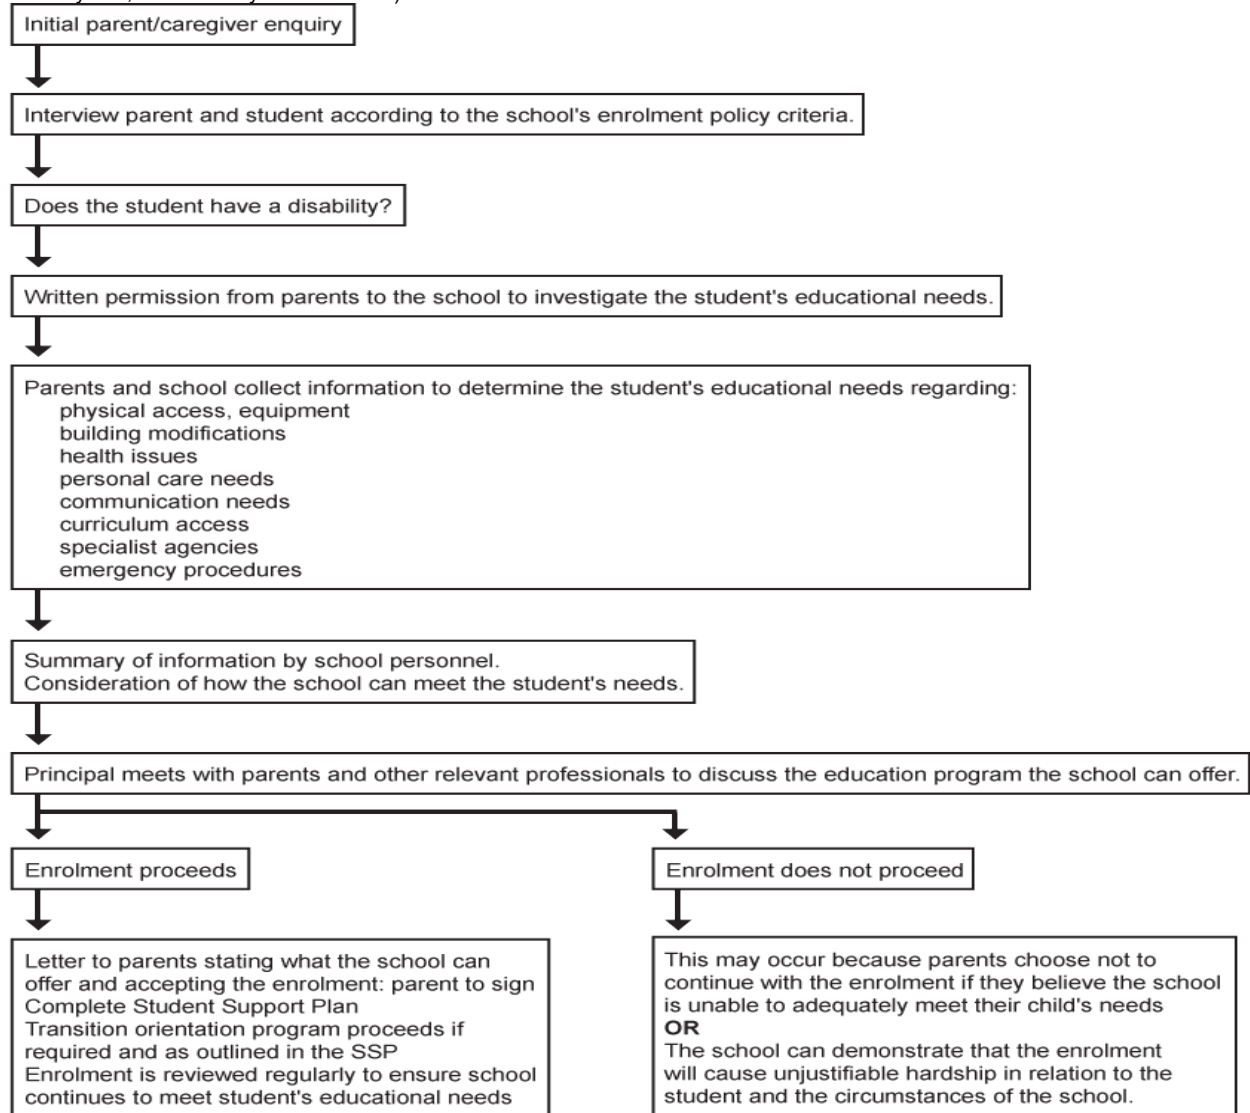 Initial parent/caregiver enquiry
Interview parent and student according to the school's enrolment policy criteria.
Does the student have a disability?
Written permission from parents to the school to investigate the student's educational needs.
Parents and school collect information to determine the student's educational needs regarding:
physical access, equipment
building modifications
health issues
personal care needs
communication needs
curriculum access
specialist agencies
emergency procedures
Summary of information by school personnel.
Consideration of how the school can meet the student's needs.
Principal meets with parents and other relevant professionals to discuss the education program the school can offer.
Enrolment proceeds
Enrolment does not proceed
Letter to parents stating what the school can
offer and accepting the enrolment: parent to sign
Complete Student Support Plan
Transition orientation program proceeds if
required and as outlined in the SSP
Enrolment is reviewed regularly to ensure school
continues to meet student's educational needs
This may occur because parents choose not to
continue with the enrolment if they believe the school
is unable to adequately meet their child's needs
OR
The school can demonstrate that the enrolment
will cause unjustifiable hardship in relation to the
student and the circumstances of the school.